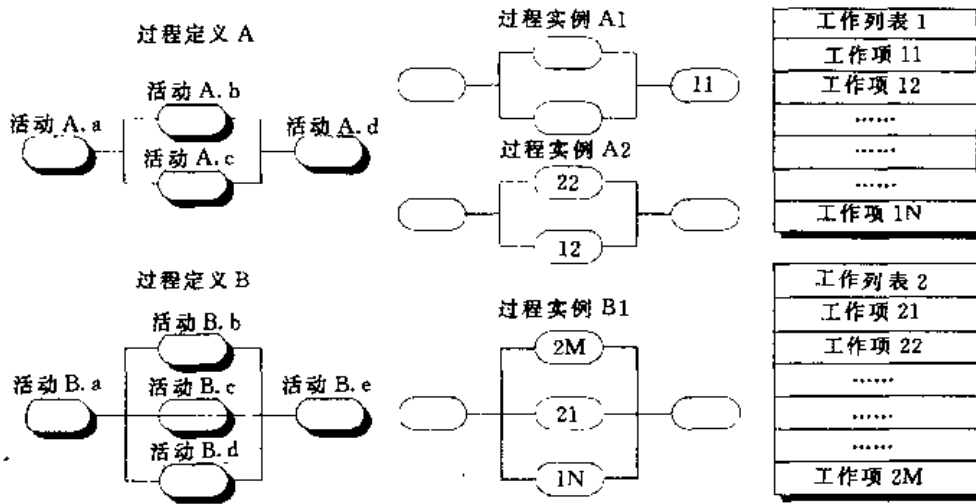 过程定义 A
活动 A.b
活动 A.a
活动 A.d
活动 A.c
过程实例 A1
11
过程实例 A2
22
12
工作列表 1
工作项 11
工作项 12
······
······
······
工作项 1N
过程定义 B
活动 B.b
活动 B.a
活动 B.c
活动 B.e
活动 B.d
过程实例 B1
2M
21
1N
工作列表 2
工作项 21
工作项 22
······
······
······
工作项 2M